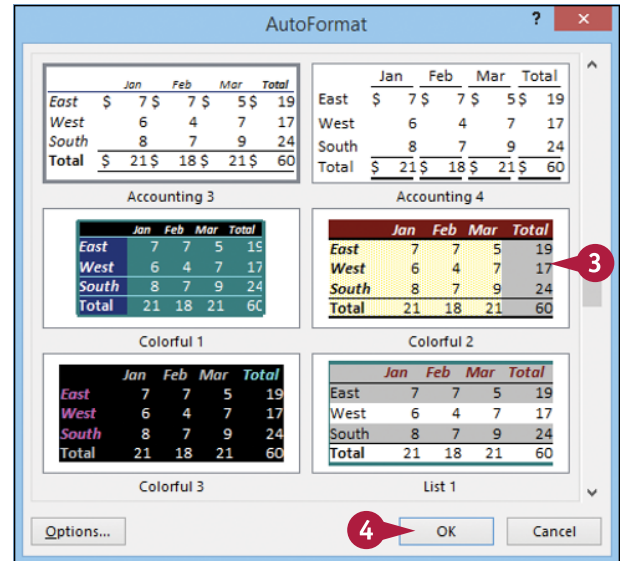 AutoFormat ? ×
Jan Feb Mar Total
East $ 7 $ 7 $ 5 $ 19
West 6 4 7 17
South 8 7 9 24
Total $ 21 $ 18 $ 21 $ 60
Accounting 3
Jan Feb Mar Total
East $ 7 $ 7 $ 5 $ 19
West 6 4 7 17
South 8 7 9 24
Total $ 21 $ 18 $ 21 $ 60
Accounting 4
Jan Feb Mar Total
East 7 7 5 19
West 6 4 7 17
South 8 7 9 24
Total 21 18 21 60
Colorful 1
Jan Feb Mar Total
East 7 7 5 19
West 6 4 7 17
South 8 7 9 24
Total 21 18 21 60
Colorful 2
3
Jan Feb Mar Total
East 7 7 5 19
West 6 4 7 17
South 8 7 9 24
Total 21 18 21 60
Colorful 3
Jan Feb Mar Total
East 7 7 5 19
West 6 4 7 17
South 8 7 9 24
Total 21 18 21 60
List 1
Options... 4 OK Cancel